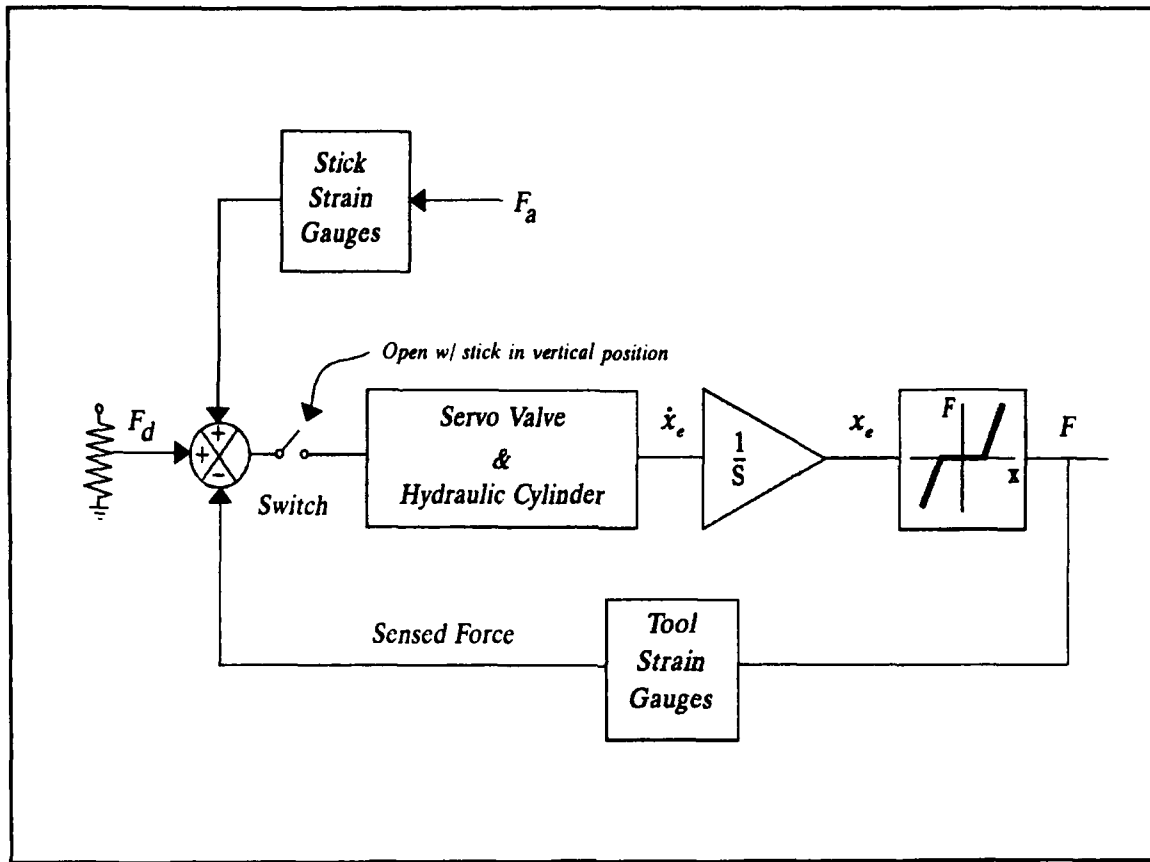 Stick
Strain
Gauges
F_a
Open w/ stick in vertical position
F_d
+
+
−
Switch
Servo Valve
&
Hydraulic Cylinder
ẋ_e
1
S
x_e
F
x
F
Sensed Force
Tool
Strain
Gauges